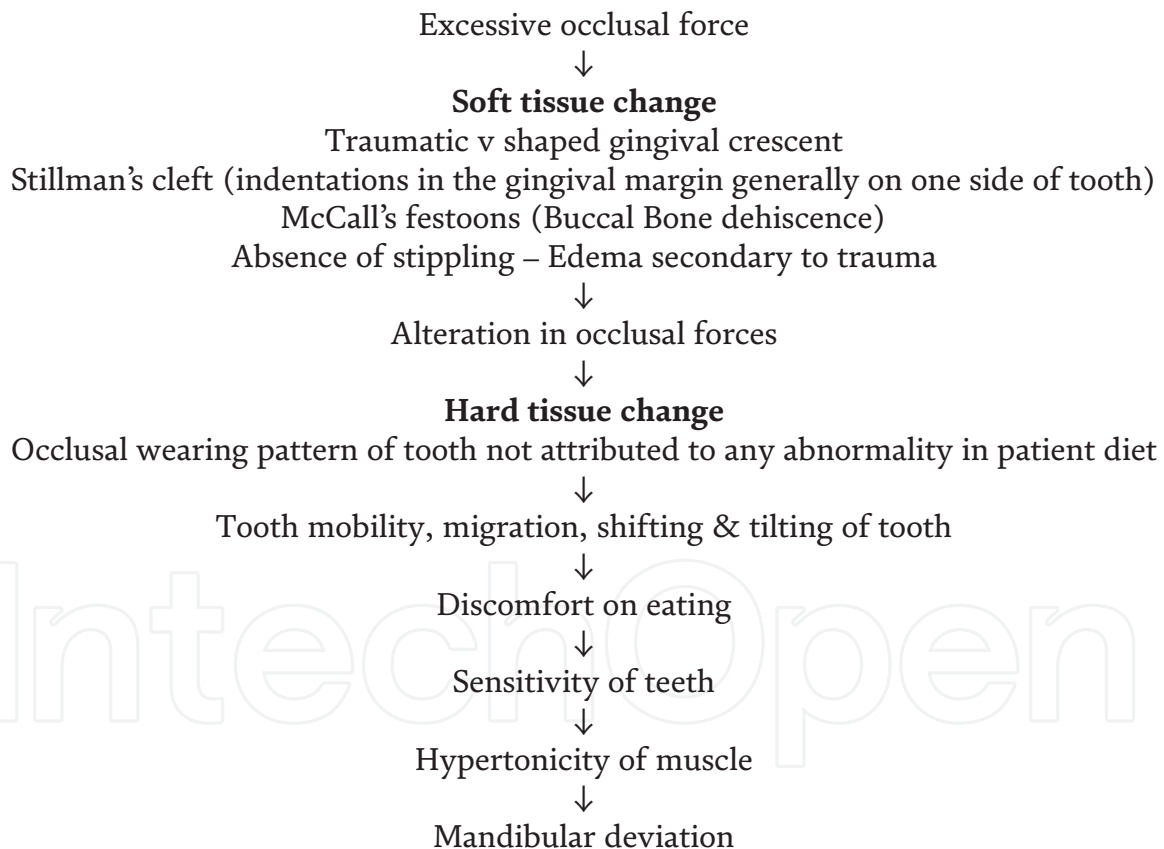 Excessive occlusal force
↓
Soft tissue change
Traumatic v shaped gingival crescent
Stillman's cleft (indentations in the gingival margin generally on one side of tooth)
McCall's festoons (Buccal Bone dehiscence)
Absence of stippling – Edema secondary to trauma
↓
Alteration in occlusal forces
↓
Hard tissue change
Occlusal wearing pattern of tooth not attributed to any abnormality in patient diet
↓
Tooth mobility, migration, shifting & tilting of tooth
↓
Discomfort on eating
↓
Sensitivity of teeth
↓
Hypertonicity of muscle
↓
Mandibular deviation
IntechOpen